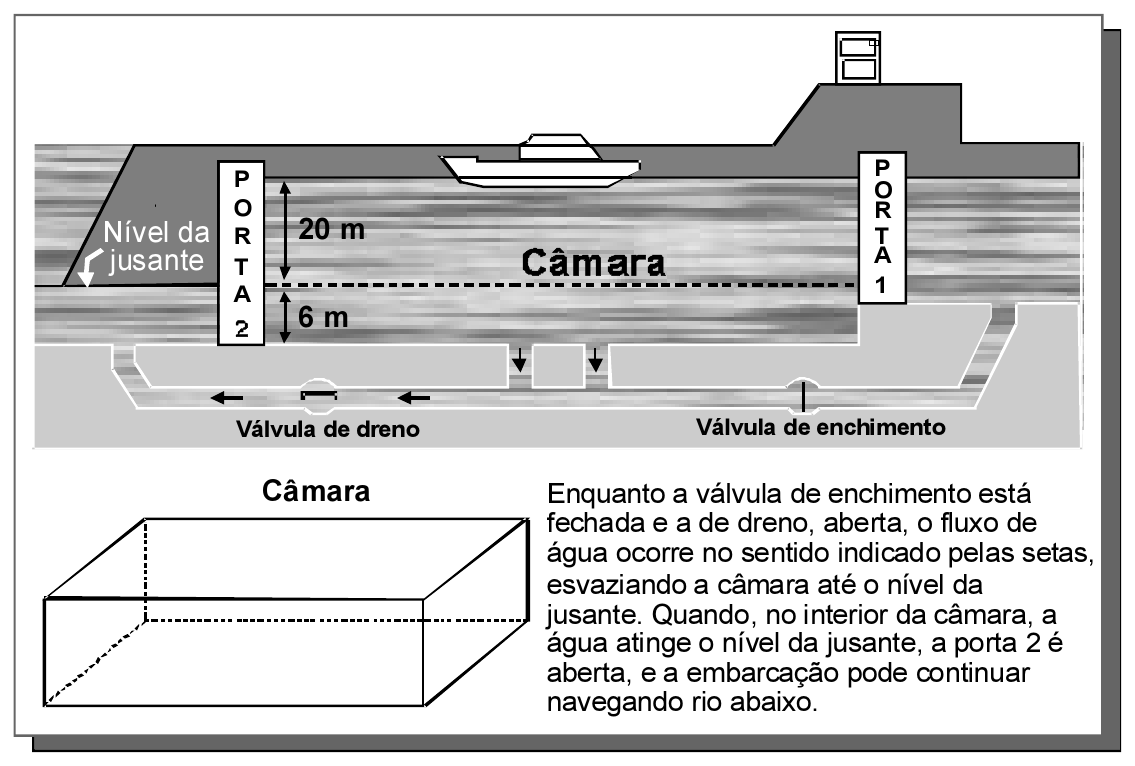 PORTA 2
PORTA 1
Nível da
jusante
20 m
Câmara
6 m
Válvula de dreno
Válvula de enchimento
Câmara
Enquanto a válvula de enchimento está
fechada e a de dreno, aberta, o fluxo de
água ocorre no sentido indicado pelas setas,
esvaziando a câmara até o nível da
jusante. Quando, no interior da câmara, a
água atinge o nível da jusante, a porta 2 é
aberta, e a embarcação pode continuar
navegando rio abaixo.